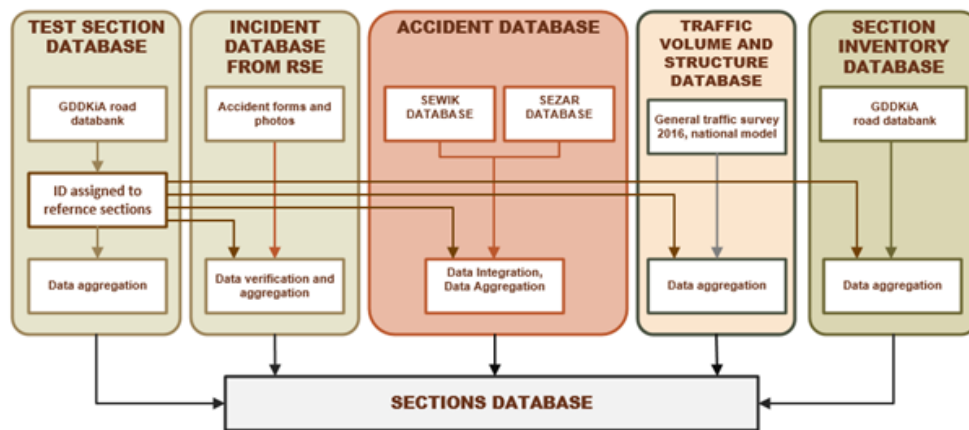 TEST SECTION
DATABASE
GDDKiA road
databank
ID assigned to
refernce sections
Data aggregation
INCIDENT
DATABASE
FROM RSE
Accident forms and
photos
Data verification and
aggregation
ACCIDENT DATABASE
SEWIK
DATABASE
SEZAR
DATABASE
Data Integration,
Data Aggregation
TRAFFIC
VOLUME AND
STRUCTURE
DATABASE
General traffic survey
2016, national model
Data aggregation
SECTION
INVENTORY
DATABASE
GDDKiA
road databank
Data aggregation
SECTIONS DATABASE